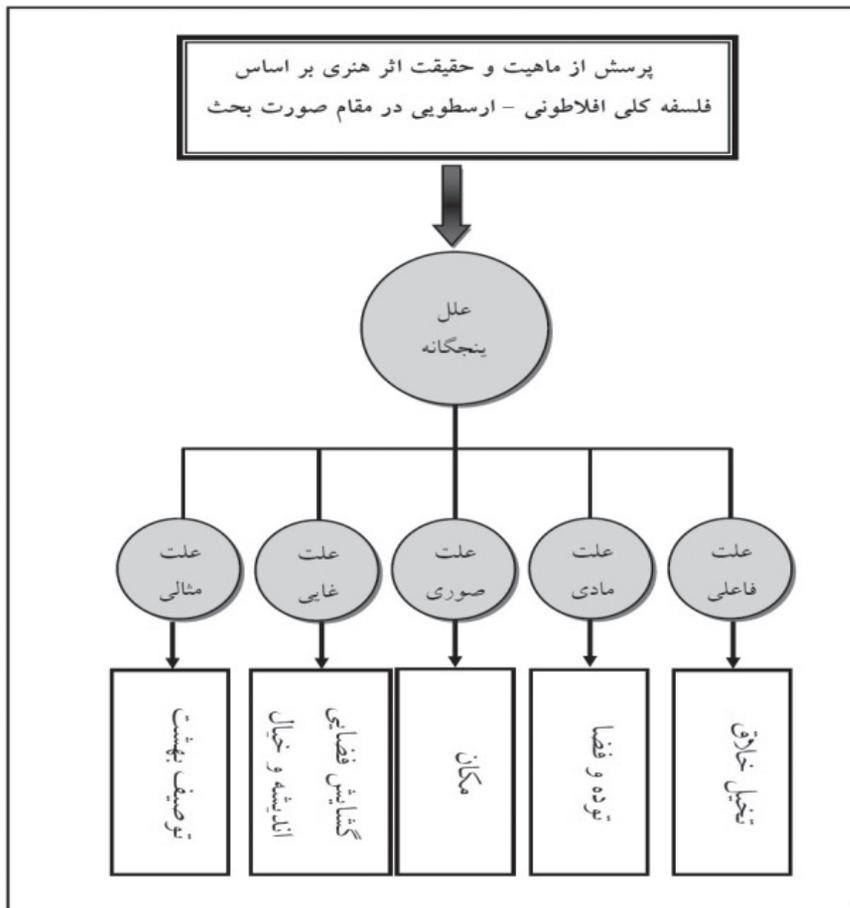 پرسش از ماهیت و حقیقت اثر هنری بر اساس
فلسفه کلی افلاطونی – ارسطویی در مقام صورت بحث
علل
پنجگانه
علت
فاعلی
علت
مادی
علت
صوری
علت
غایی
علت
مثالی
تخیل خلاق
توده و فضا
مکان
گشایش فضایی
اندیشه و خیال
توصیف بهشت